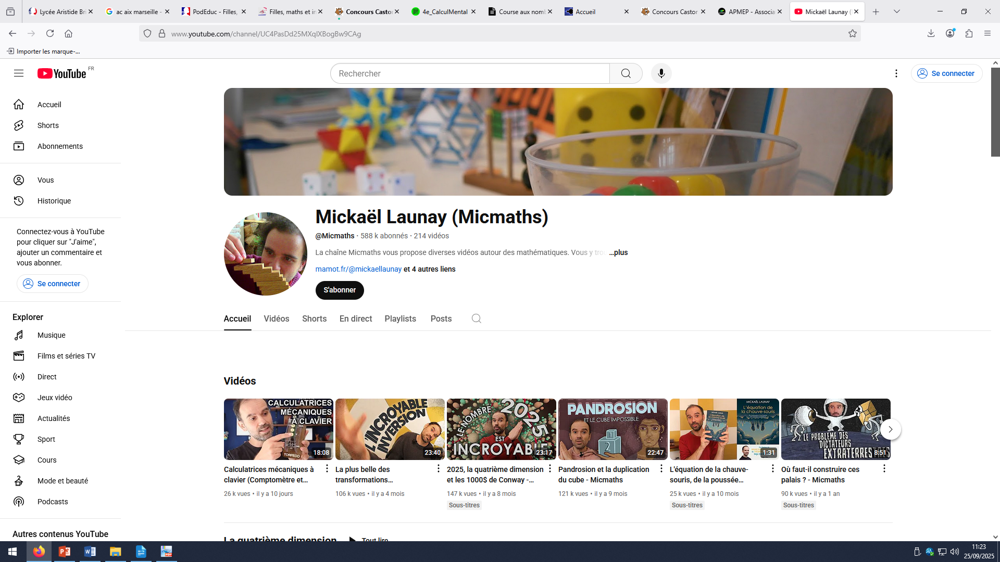 Lycée Aristide Bri
ac aix marseille -
PodEduc - Filles,
Filles, maths et in
Concours Castor
4e_CalculMental
Course aux nomb
Accueil
Concours Castor
APMEP - Associa
Mickaël Launay (
www.youtube.com/channel/UC4PasDd25MXqlXBogBw9CAg
Importer les marque-...
YouTube FR
Rechercher
Se connecter
Accueil
Shorts
Abonnements
Vous
Historique
Connectez-vous à YouTube
pour cliquer sur "J'aime",
ajouter un commentaire et
vous abonner.
Se connecter
Explorer
Musique
Films et séries TV
Direct
Jeux vidéo
Actualités
Sport
Cours
Mode et beauté
Podcasts
Autres contenus YouTube
Mickaël Launay (Micmaths)
@Micmaths • 588 k abonnés • 214 vidéos
La chaîne Micmaths vous propose diverses vidéos autour des mathématiques. Vous y tro ...plus
mamot.fr/@mickaellaunay et 4 autres liens
S'abonner
Accueil
Vidéos
Shorts
En direct
Playlists
Posts
Vidéos
CALCULATRICES
MÉCANIQUES
À CLAVIER
TORPEDO
18:08
L'INCROYABLE
INVERSION
23:40
LE NOMBRE
2025
EST
INCROYABLE
23:17
PANDROSION
ET LE CUBE IMPOSSIBLE
1
2
22:47
MICKAËL LAUNAY
L'équation de
la chauve-souris
1:31
LE PROBLÈME DES
DICTATEURS
EXTRATERRESTRES
8:51
Calculatrices mécaniques à
clavier (Comptomètre et...
26 k vues • il y a 10 jours
La plus belle des
transformations...
106 k vues • il y a 4 mois
2025, la quatrième dimension
et les 1000$ de Conway -...
147 k vues • il y a 8 mois
Sous-titres
Pandrosion et la duplication
du cube - Micmaths
121 k vues • il y a 9 mois
L'équation de la chauve-
souris, de la poussée...
25 k vues • il y a 10 mois
Sous-titres
Où faut-il construire ces
palais ? - Micmaths
90 k vues • il y a 1 an
Sous-titres
La quatrième dimension
Tout lire
11:23
25/09/2025